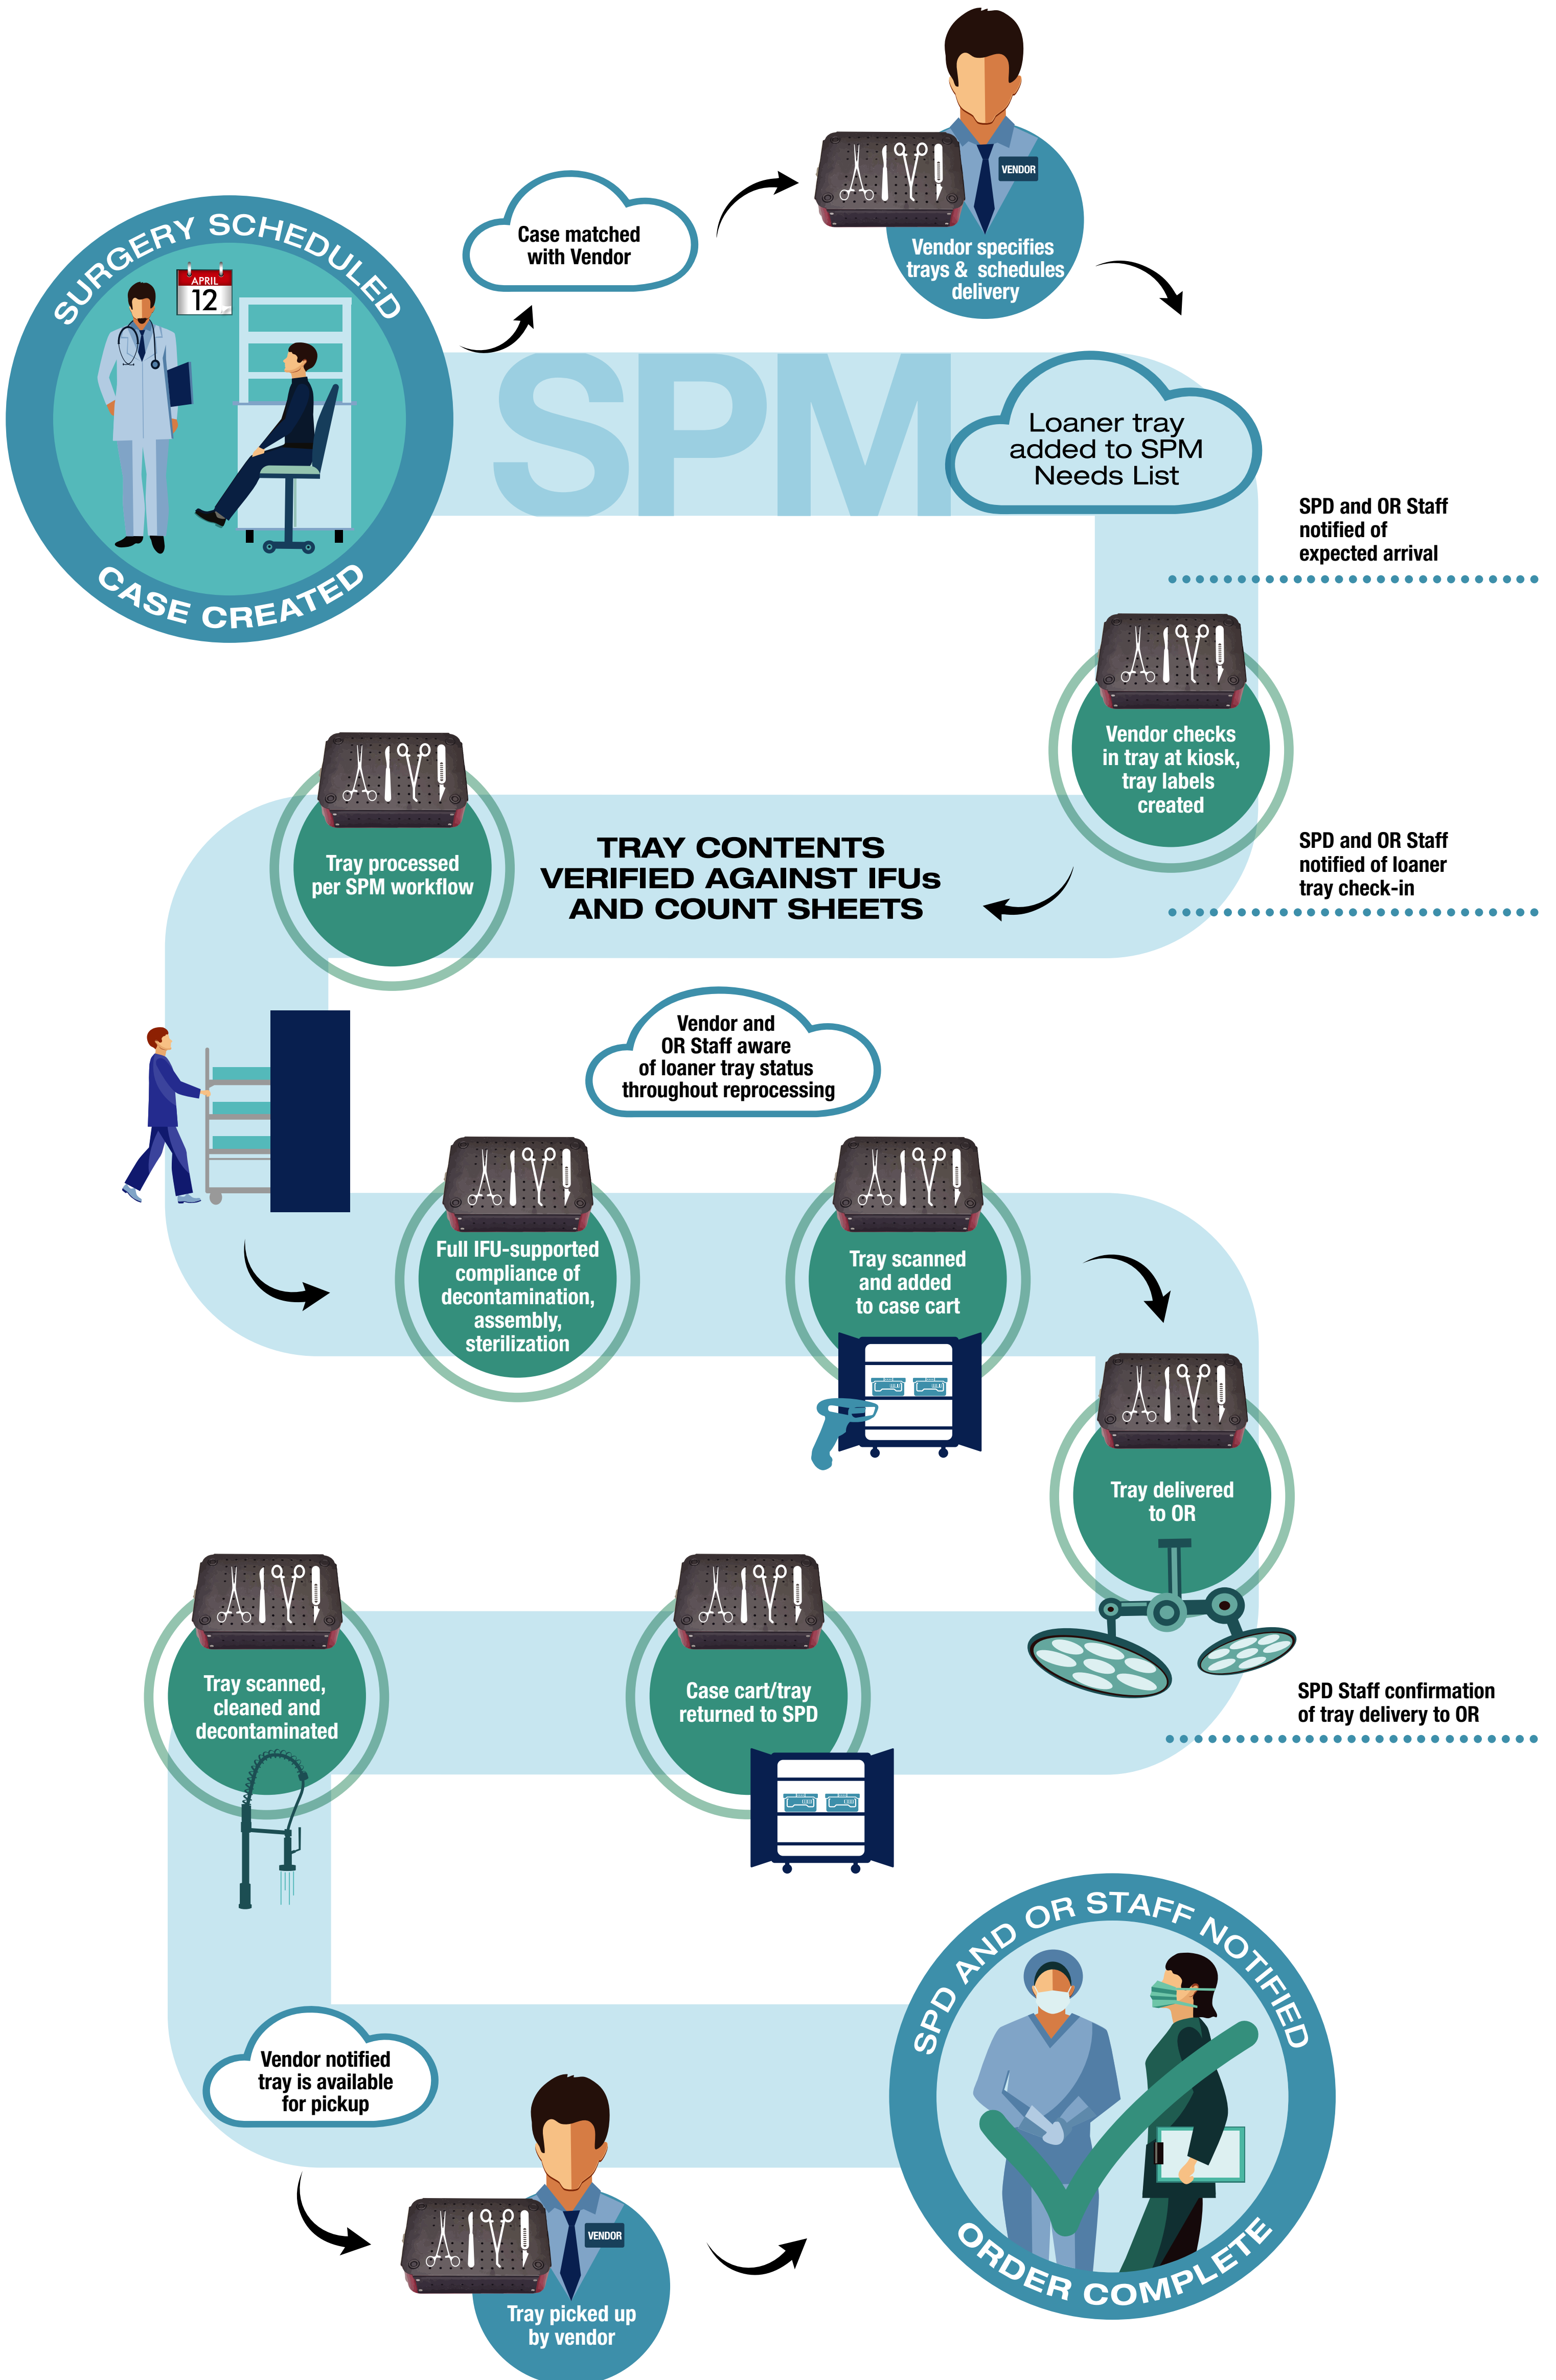 SURGERY SCHEDULED
APRIL
12
CASE CREATED
Case matched
with Vendor
VENDOR
Vendor specifies
trays & schedules
delivery
SPM
Loaner tray
added to SPM
Needs List
SPD and OR Staff
notified of
expected arrival
Vendor checks
in tray at kiosk,
tray labels
created
SPD and OR Staff
notified of loaner
tray check-in
TRAY CONTENTS
VERIFIED AGAINST IFUs
AND COUNT SHEETS
Tray processed
per SPM workflow
Vendor and
OR Staff aware
of loaner tray status
throughout reprocessing
Full IFU-supported
compliance of
decontamination,
assembly,
sterilization
Tray scanned
and added
to case cart
Tray delivered
to OR
SPD Staff confirmation
of tray delivery to OR
Case cart/tray
returned to SPD
Tray scanned,
cleaned and
decontaminated
Vendor notified
tray is available
for pickup
VENDOR
Tray picked up
by vendor
SPD AND OR STAFF NOTIFIED
ORDER COMPLETE